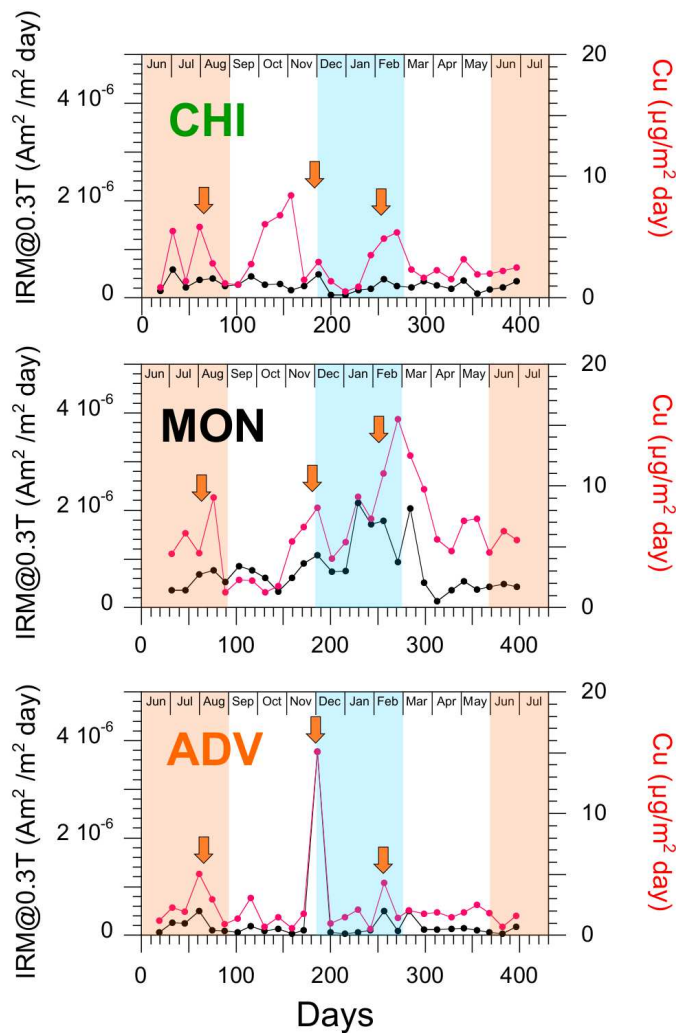 Jun Jul Aug Sep Oct Nov Dec Jan Feb Mar Apr May Jun Jul
CHI
IRM@0.3T (Am² /m² day)
4 10⁻⁶
2 10⁻⁶
0
20
10
0
Cu (µg/m² day)
0 100 200 300 400
Jun Jul Aug Sep Oct Nov Dec Jan Feb Mar Apr May Jun Jul
MON
IRM@0.3T (Am² /m² day)
4 10⁻⁶
2 10⁻⁶
0
20
10
0
Cu (µg/m² day)
0 100 200 300 400
Jun Jul Aug Sep Oct Nov Dec Jan Feb Mar Apr May Jun Jul
ADV
IRM@0.3T (Am² /m² day)
4 10⁻⁶
2 10⁻⁶
0
20
10
0
Cu (µg/m² day)
0 100 200 300 400
Days